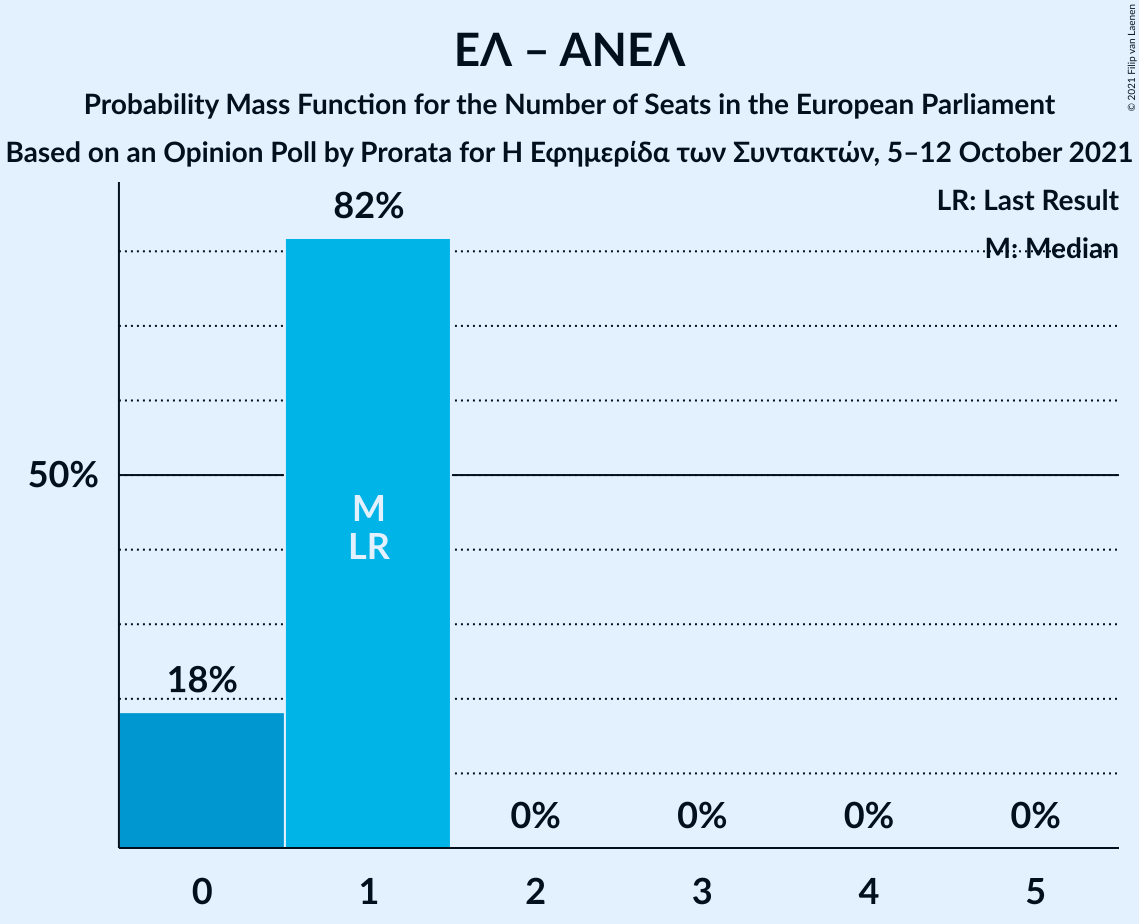 ΕΛ – ΑΝΕΛ
Probability Mass Function for the Number of Seats in the European Parliament
Based on an Opinion Poll by Prorata for Η Εφημερίδα των Συντακτών, 5–12 October 2021
© 2021 Filip van Laenen
LR: Last Result
M: Median
82%
50%
M
LR
18%
0% 0% 0% 0%
0 1 2 3 4 5